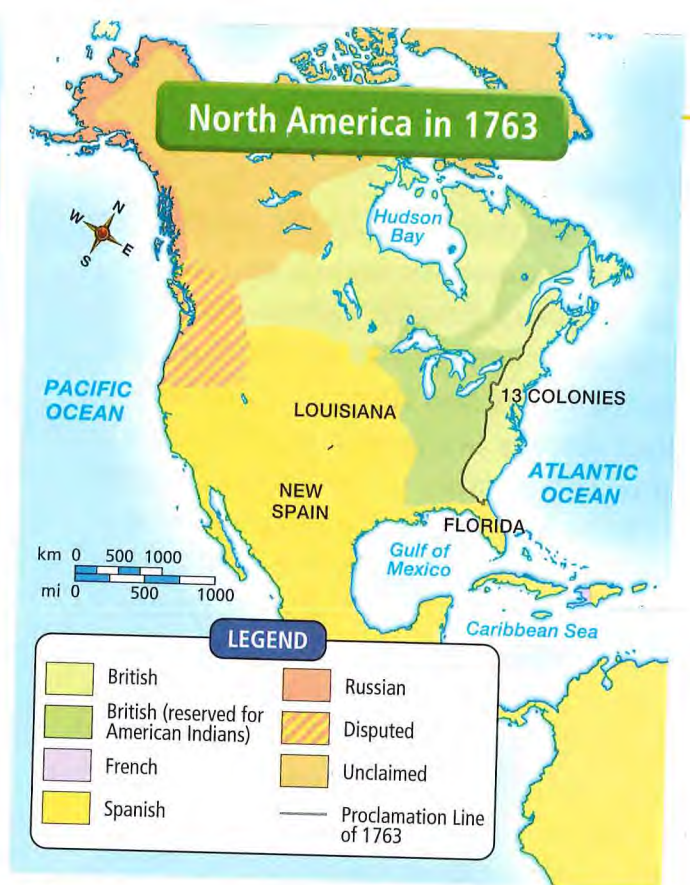 North America in 1763
Hudson
Bay
N
W
E
S
PACIFIC
OCEAN
LOUISIANA
13 COLONIES
NEW
SPAIN
ATLANTIC
OCEAN
FLORIDA
Gulf of
Mexico
km 0 500 1000
mi 0 500 1000
Caribbean Sea
LEGEND
British
British (reserved for
American Indians)
French
Spanish
Russian
Disputed
Unclaimed
Proclamation Line
of 1763